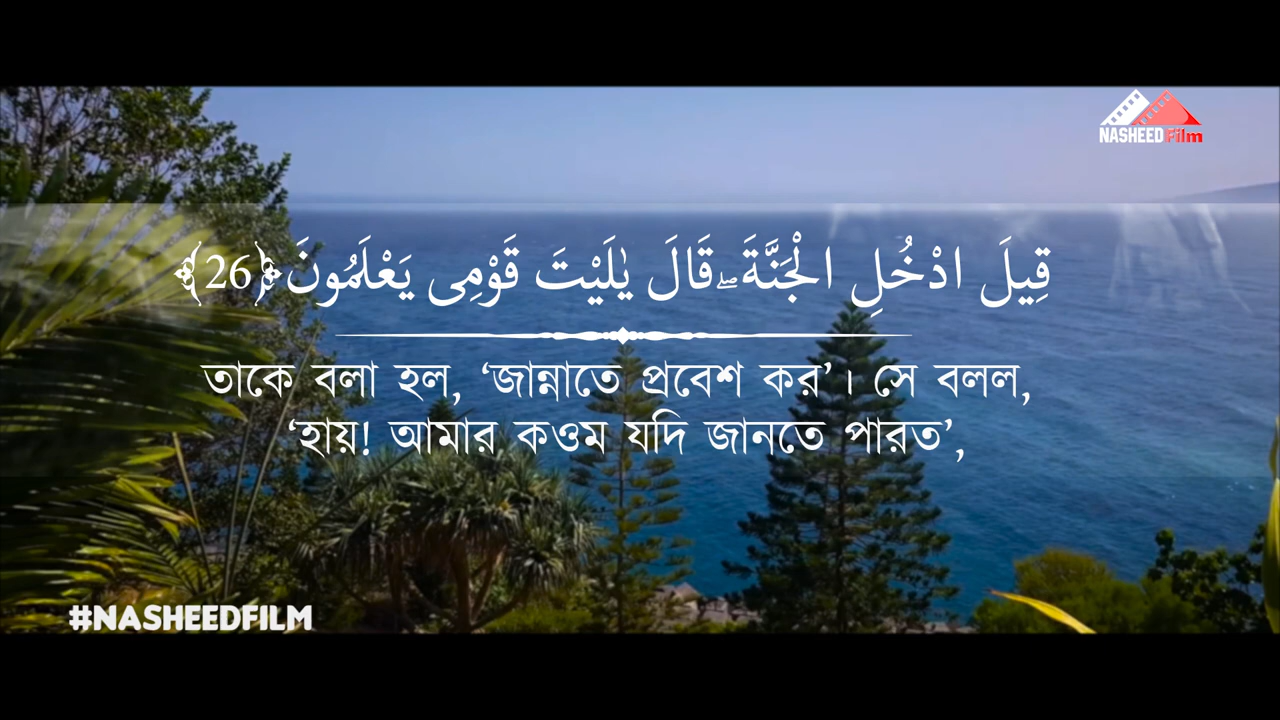 NASHEED Film
قِيلَ ادْخُلِ الْجَنَّةَ ۖ قَالَ يٰلَيْتَ قَوْمِى يَعْلَمُونَ ﴿26﴾
তাকে বলা হল, ‘জান্নাতে প্রবেশ কর’। সে বলল,
‘হায়! আমার কওম যদি জানতে পারত’,
#NASHEEDFILM